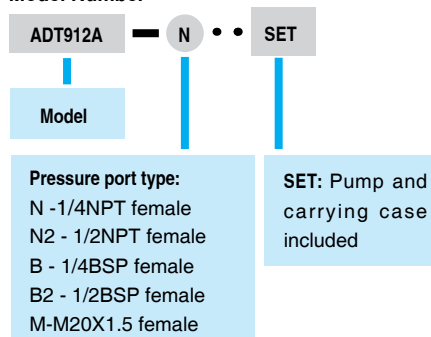 ADT912A — N • • SET
Model
Pressure port type:
N -1/4NPT female
N2 - 1/2NPT female
B - 1/4BSP female
B2 - 1/2BSP female
M-M20X1.5 female
SET: Pump and
carrying case
included